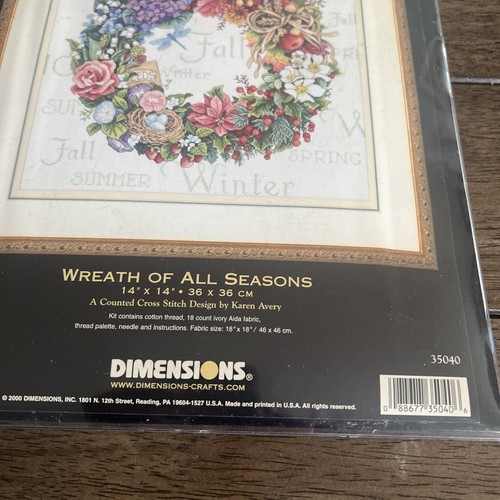 Fall
Fall
Winter
SU
W
Fall
SPRING
SUMMER
Winter
WREATH OF ALL SEASONS
14" x 14" • 36 x 36 CM
A Counted Cross Stitch Design by Karen Avery
Kit contains cotton thread, 18 count ivory Aida fabric,
thread palette, needle and instructions. Fabric size: 18" x 18" / 46 x 46 cm.
35040
DIMENSIONS®
WWW.DIMENSIONS-CRAFTS.COM
© 2000 DIMENSIONS, INC. 1801 N. 12th Street, Reading, PA 19604-1527 U.S.A. Made and printed in U.S.A. All rights reserved.
0 88677 35040 6